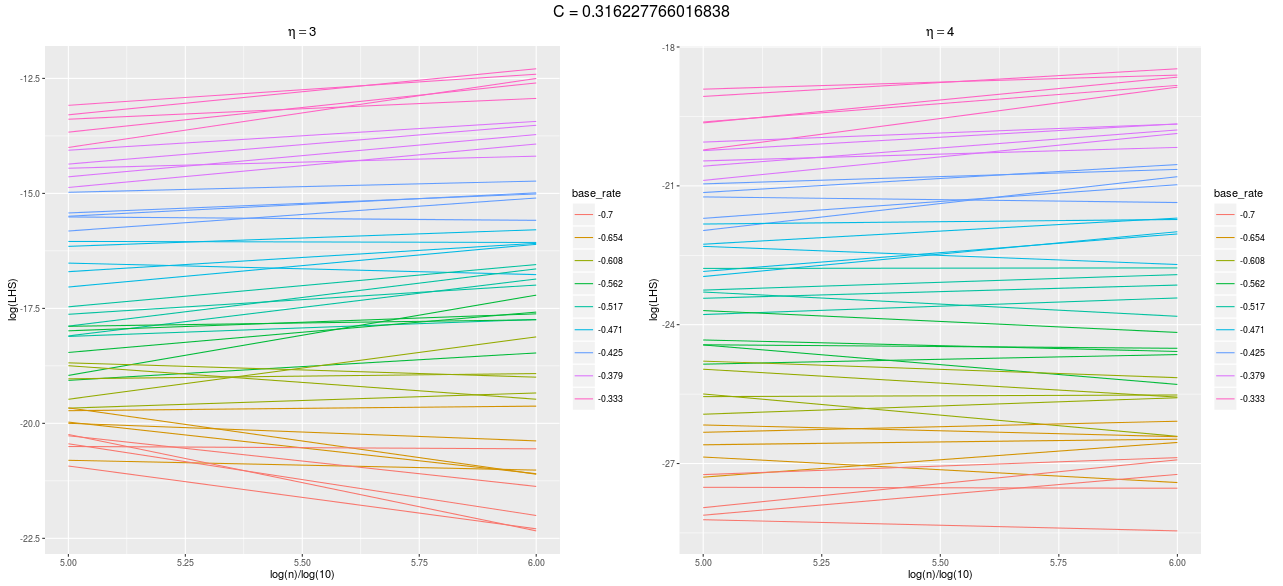 C = 0.316227766016838
η = 3
log(LHS)
-12.5
-15.0
-17.5
-20.0
-22.5
5.00 5.25 5.50 5.75 6.00
log(n)/log(10)
base_rate
-0.7
-0.654
-0.608
-0.562
-0.517
-0.471
-0.425
-0.379
-0.333
η = 4
log(LHS)
-18
-21
-24
-27
5.00 5.25 5.50 5.75 6.00
log(n)/log(10)
base_rate
-0.7
-0.654
-0.608
-0.562
-0.517
-0.471
-0.425
-0.379
-0.333